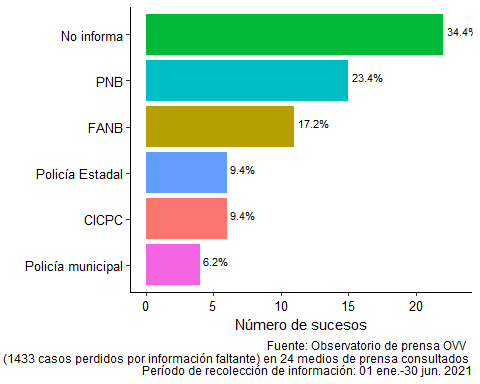 No informa
34.4%
PNB
23.4%
FANB
17.2%
Policía Estadal
9.4%
CICPC
9.4%
Policía municipal
6.2%
0 5 10 15 20
Número de sucesos
Fuente: Observatorio de prensa OVV
(1433 casos perdidos por información faltante) en 24 medios de prensa consultados
Período de recolección de información: 01 ene.-30 jun. 2021